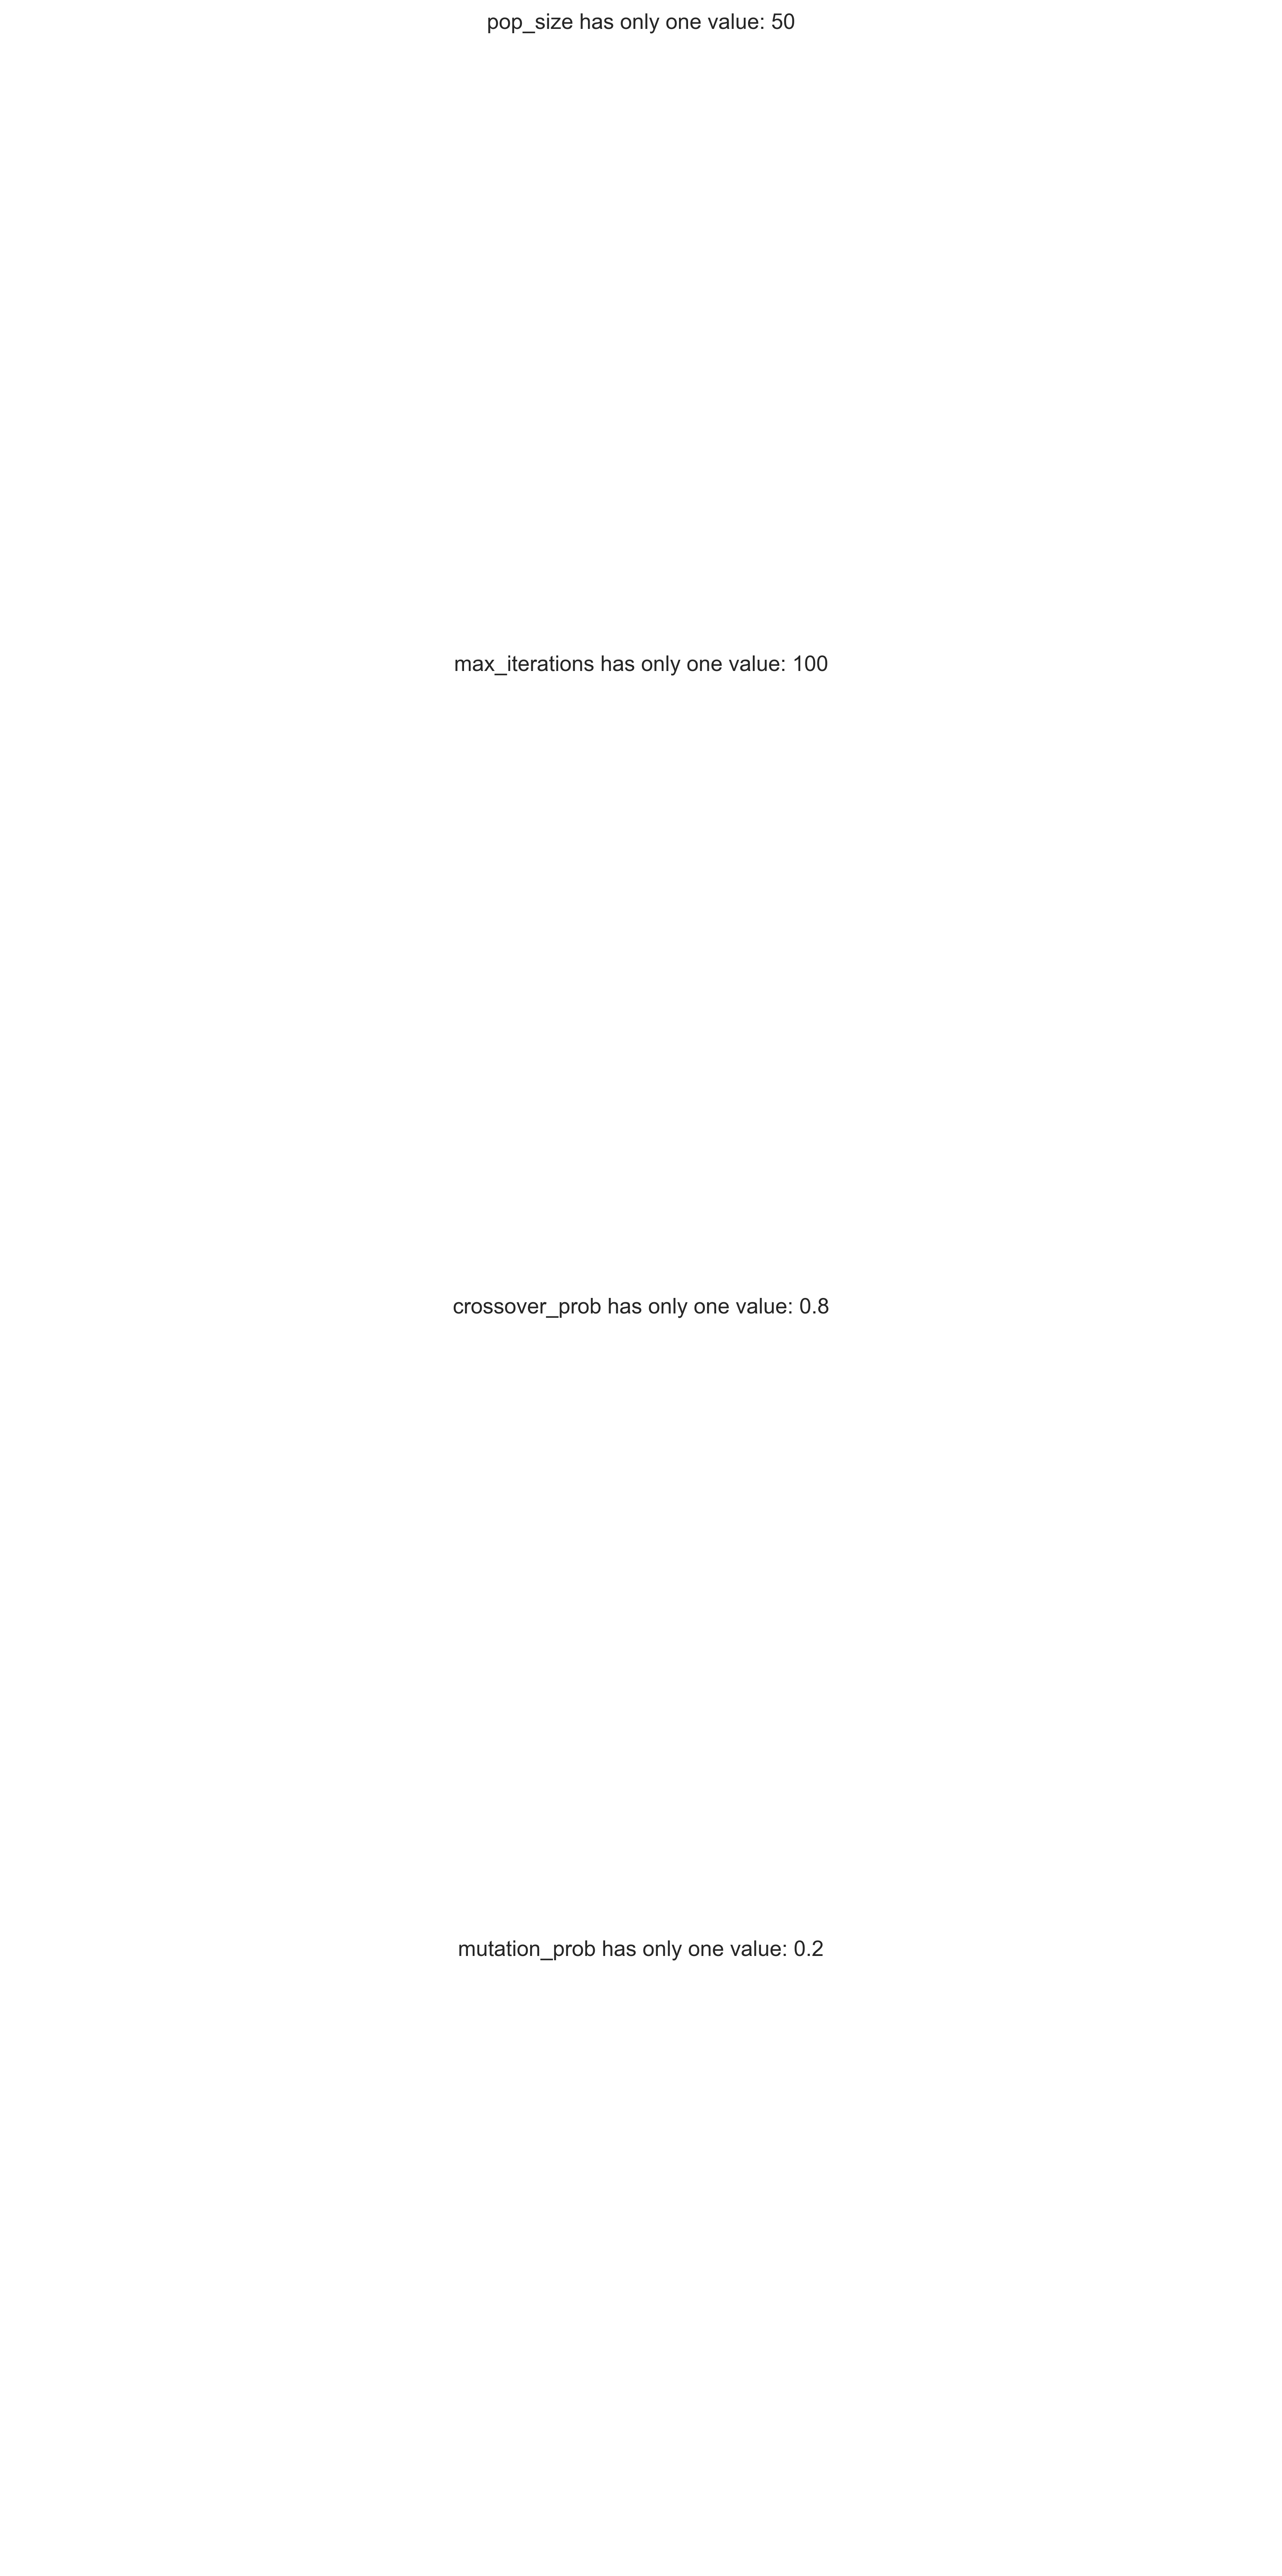 pop_size has only one value: 50
max_iterations has only one value: 100
crossover_prob has only one value: 0.8
mutation_prob has only one value: 0.2